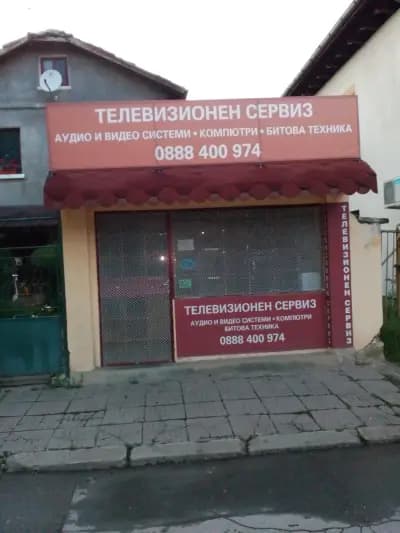 ТЕЛЕВИЗИОНЕН СЕРВИЗ
АУДИО И ВИДЕО СИСТЕМИ • КОМПЮТРИ • БИТОВА ТЕХНИКА
0888 400 974
ТЕЛЕВИЗИОНЕН СЕРВИЗ
АУДИО И ВИДЕО СИСТЕМИ • КОМПЮТРИ
БИТОВА ТЕХНИКА
0888 400 974
ТЕЛЕВИЗИОНЕН СЕРВИЗ